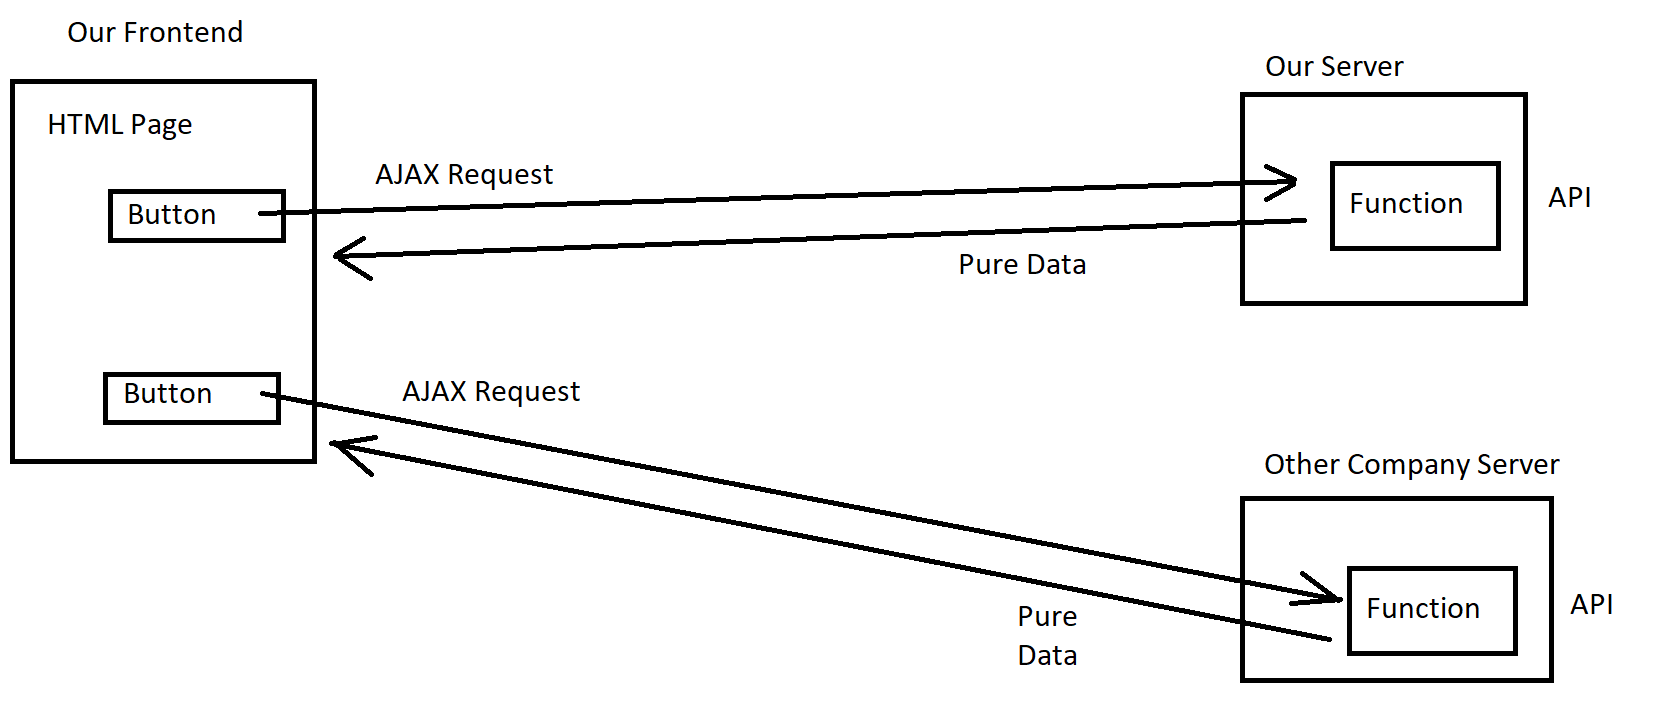 Our Frontend
Our Server
HTML Page
AJAX Request
Button
Function
API
Pure Data
Button
AJAX Request
Other Company Server
Function
API
Pure
Data